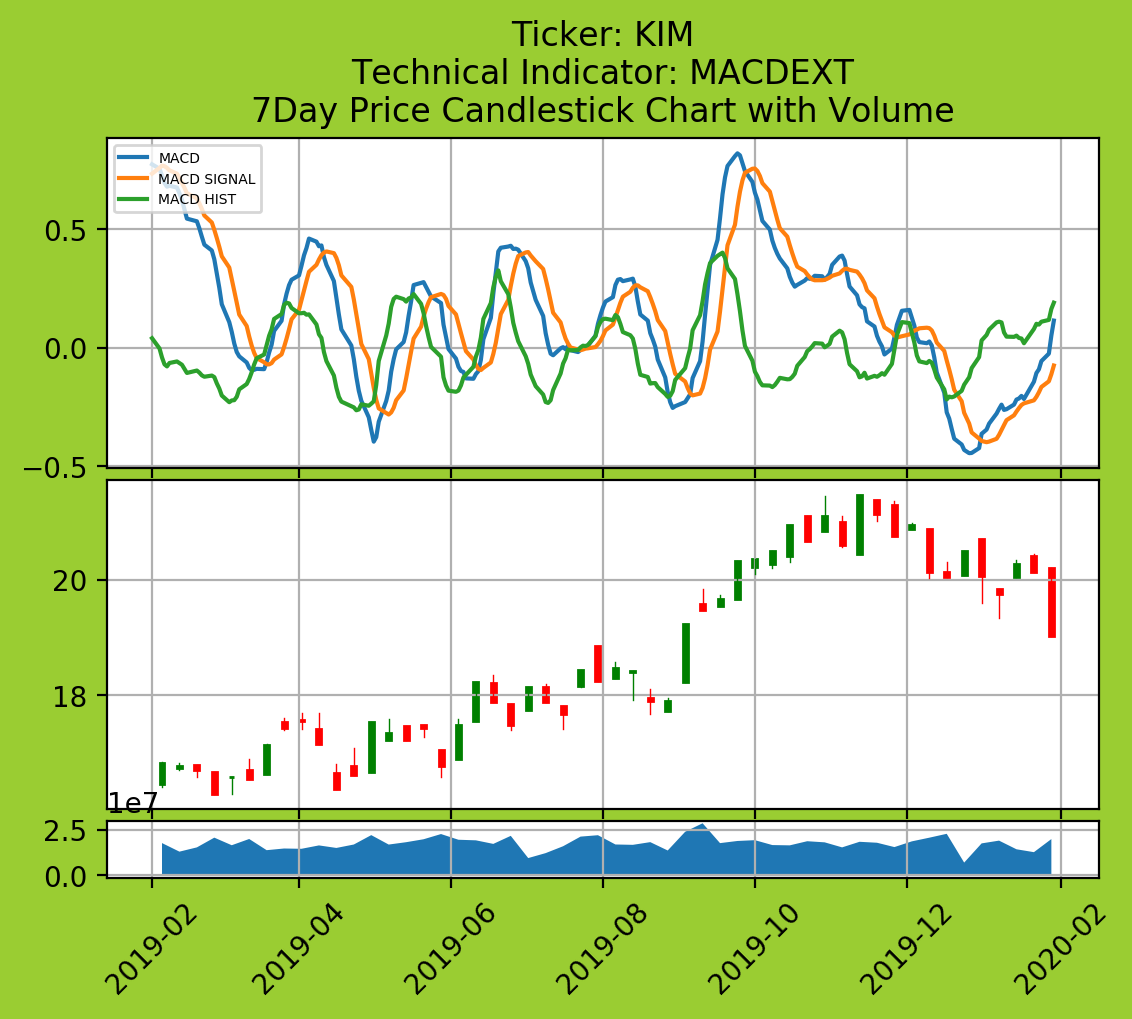 Ticker: KIM
Technical Indicator: MACDEXT
7Day Price Candlestick Chart with Volume
MACD
MACD SIGNAL
MACD HIST
0.5
0.0
−0.5
20
18
1e7
2.5
0.0
2019-02
2019-04
2019-06
2019-08
2019-10
2019-12
2020-02